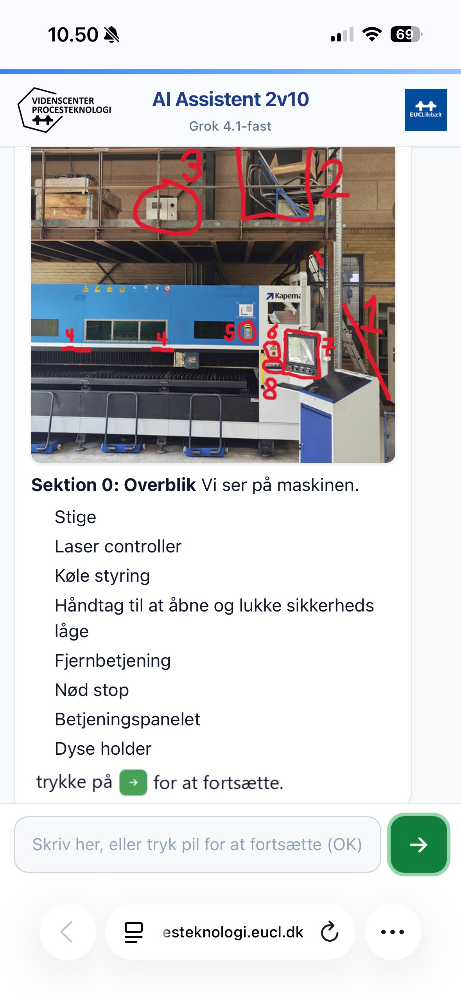 10.50
69
VIDENSCENTER
PROCESTEKNOLOGI
AI Assistent 2v10
Grok 4.1-fast
EUCLillebælt
3
2
1
Kapema
4
4
5
6
7
8
Sektion 0: Overblik Vi ser på maskinen.
Stige
Laser controller
Køle styring
Håndtag til at åbne og lukke sikkerheds
låge
Fjernbetjening
Nød stop
Betjeningspanelet
Dyse holder
trykke på → for at fortsætte.
Skriv her, eller tryk pil for at fortsætte (OK)
esteknologi.eucl.dk